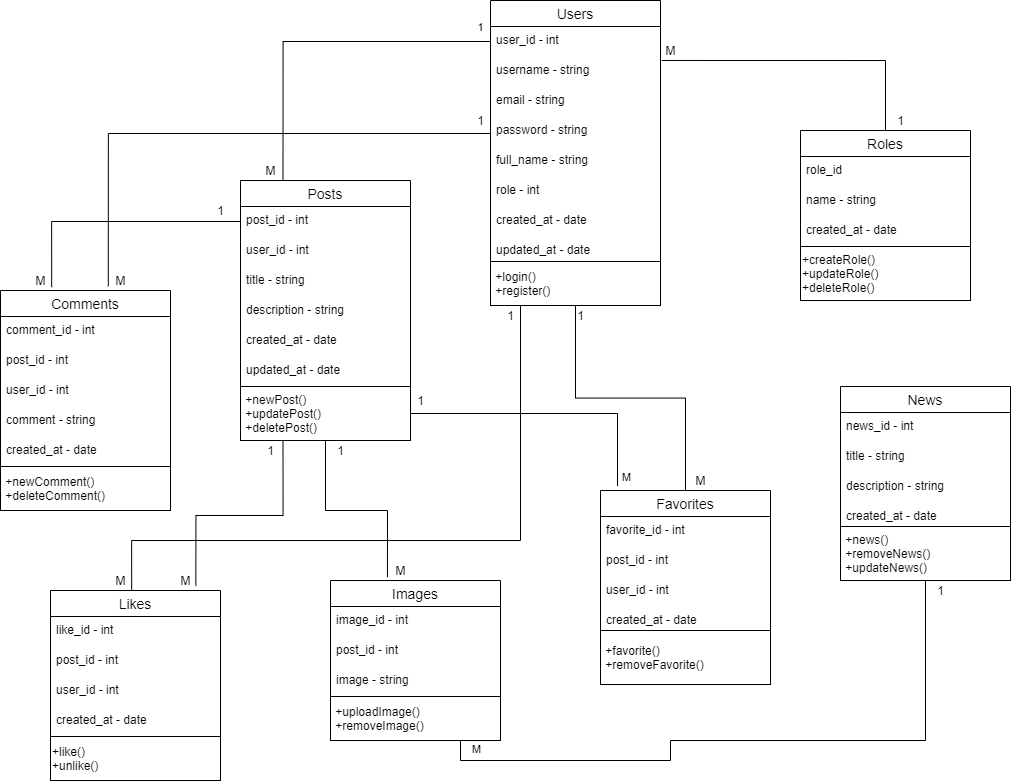 Users
user_id - int
username - string
email - string
password - string
full_name - string
role - int
created_at - date
updated_at - date
+login()
+register()
1
1
1
1
M
Roles
role_id
name - string
created_at - date
+createRole()
+updateRole()
+deleteRole()
1
Posts
post_id - int
user_id - int
title - string
description - string
created_at - date
updated_at - date
+newPost()
+updatePost()
+deletePost()
M
1
1
1
1
Comments
comment_id - int
post_id - int
user_id - int
comment - string
created_at - date
+newComment()
+deleteComment()
M
M
News
news_id - int
title - string
description - string
created_at - date
+news()
+removeNews()
+updateNews()
1
Favorites
favorite_id - int
post_id - int
user_id - int
created_at - date
+favorite()
+removeFavorite()
M
M
Likes
like_id - int
post_id - int
user_id - int
created_at - date
+like()
+unlike()
M
M
Images
image_id - int
post_id - int
image - string
+uploadImage()
+removeImage()
M
M